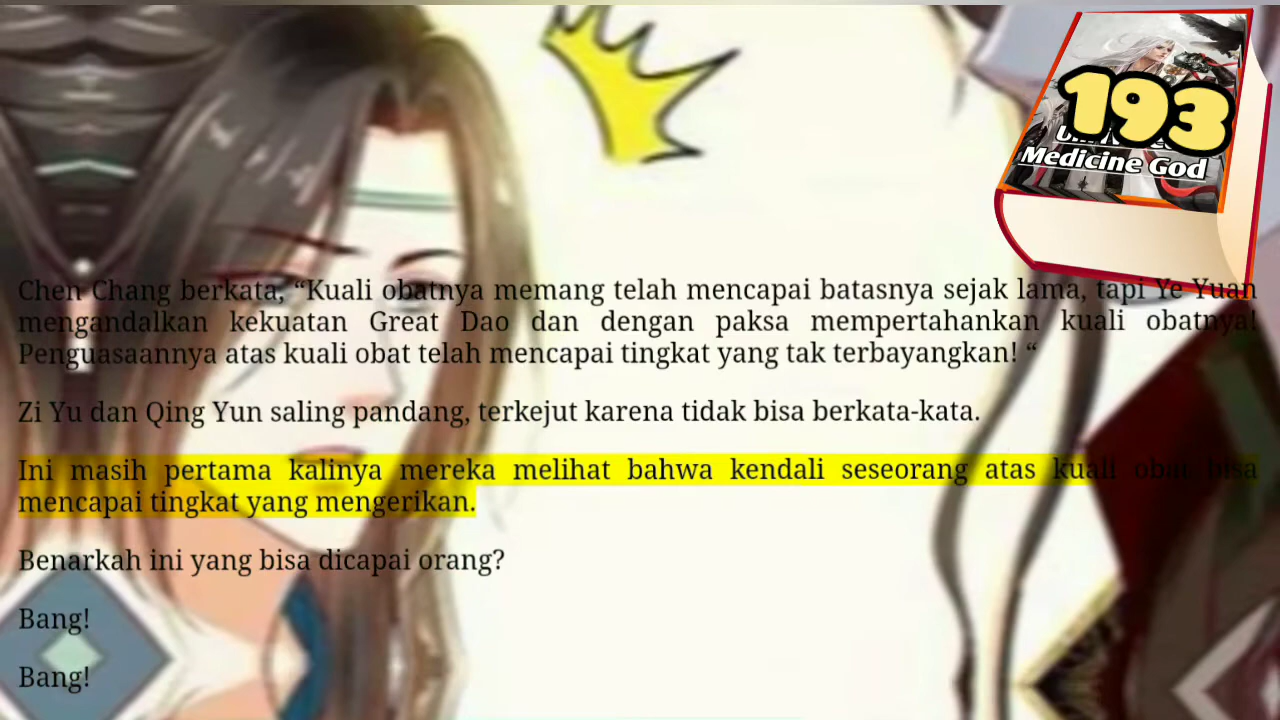 193
Medicine God
Chen Chang berkata, “Kuali obatnya memang telah mencapai batasnya sejak lama, tapi Ye Yuan
mengandalkan kekuatan Great Dao dan dengan paksa mempertahankan kuali obatnya!
Penguasaannya atas kuali obat telah mencapai tingkat yang tak terbayangkan! “
Zi Yu dan Qing Yun saling pandang, terkejut karena tidak bisa berkata-kata.
Ini masih pertama kalinya mereka melihat bahwa kendali seseorang atas kuali obat bisa
mencapai tingkat yang mengerikan.
Benarkah ini yang bisa dicapai orang?
Bang!
Bang!